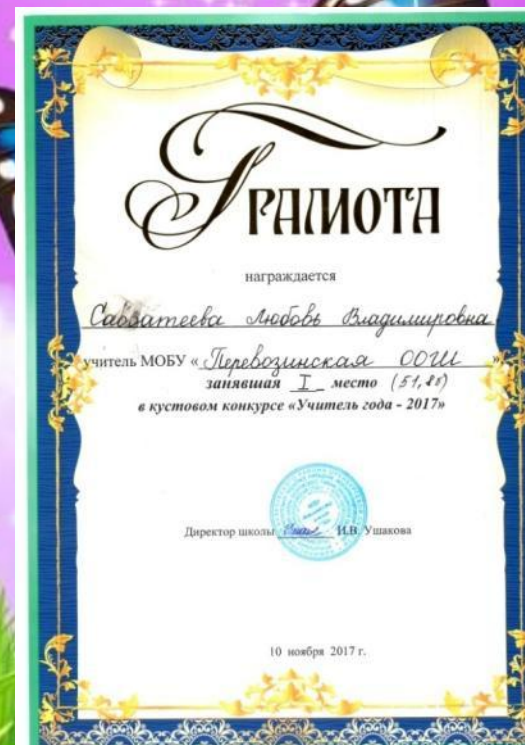 Грамота
награждается
Савватеева Любовь Владимировна
учитель МОБУ « Перевозинская ООШ »
занявшая I место (51,8б)
в кустовом конкурсе «Учитель года - 2017»
Директор школы И.В. Ушакова
10 ноября 2017 г.